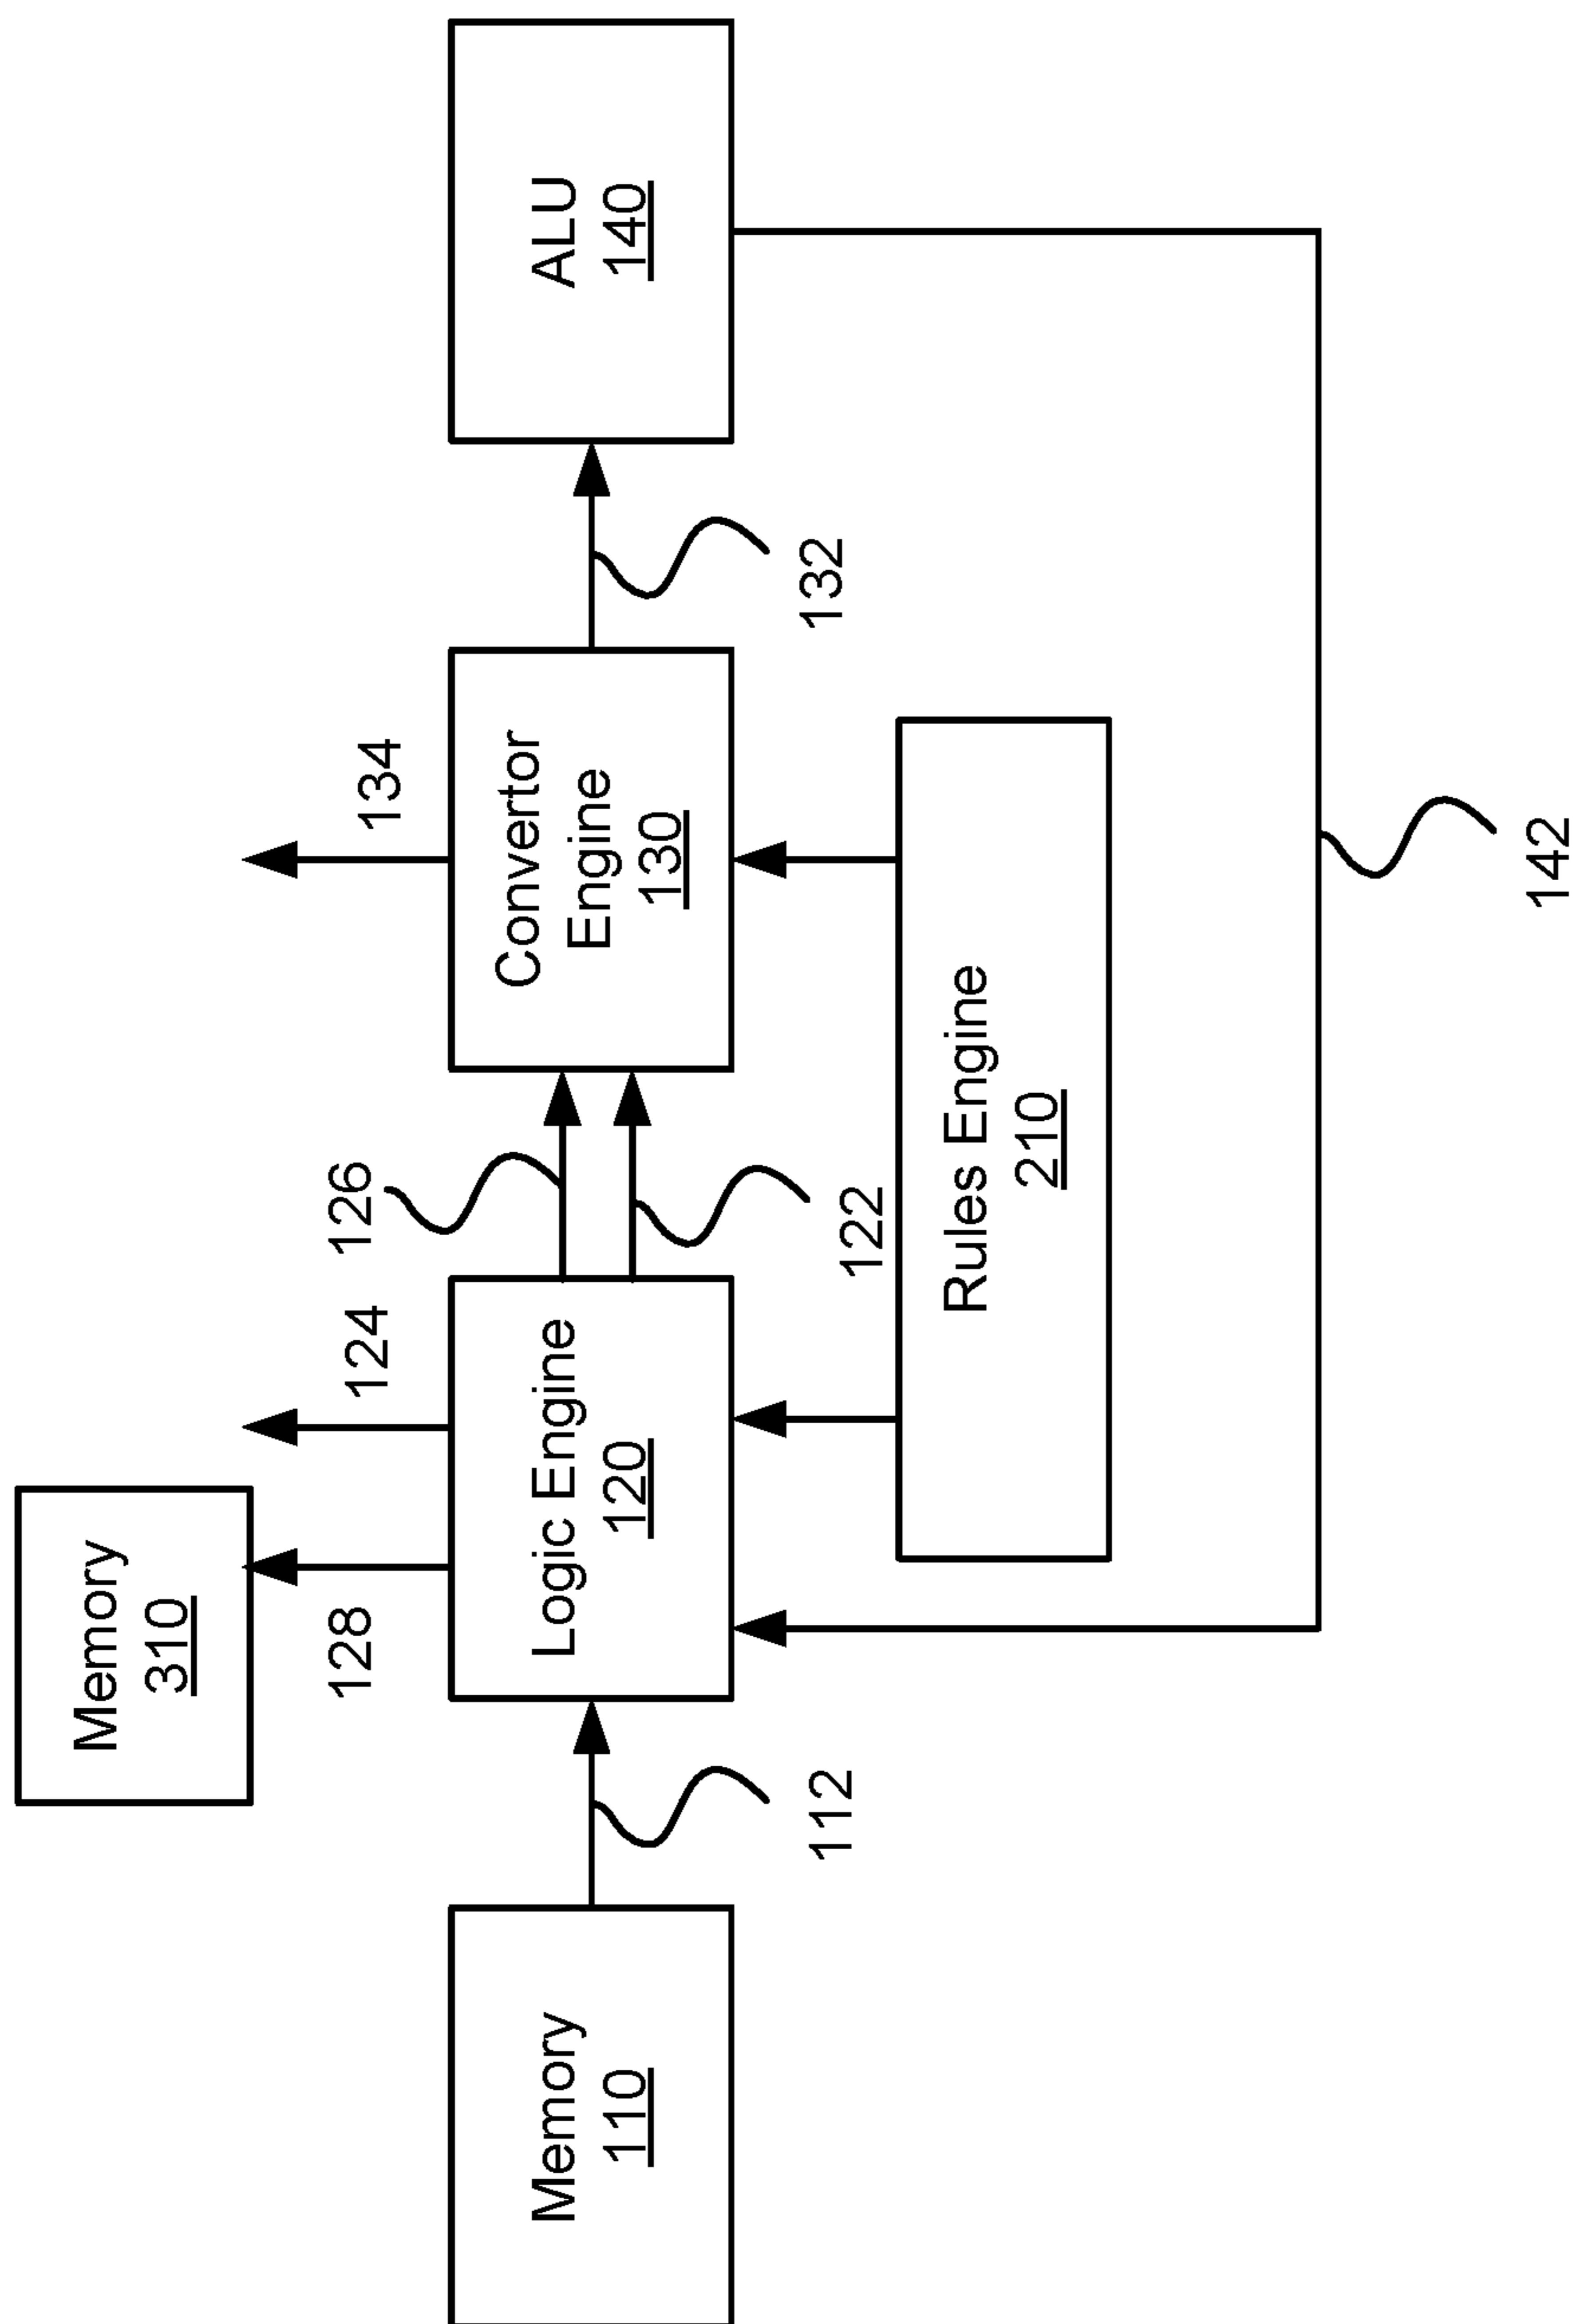 Memory
310
128
124
134
126
Memory
110
Logic Engine
120
Convertor
Engine
130
ALU
140
112
122
132
Rules Engine
210
142